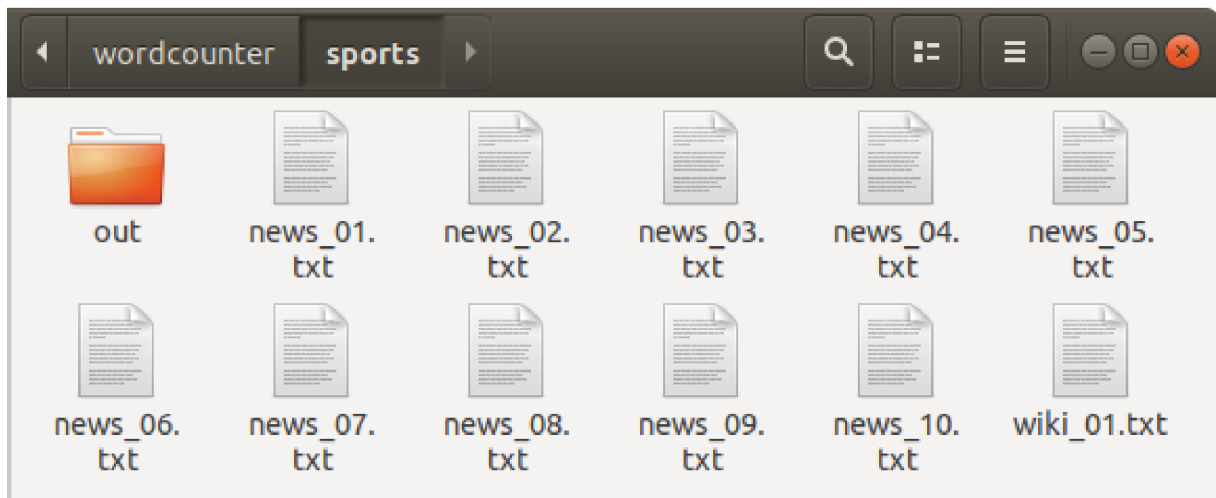 wordcounter sports
out news_01. news_02. news_03. news_04. news_05.
txt txt txt txt txt
news_06. news_07. news_08. news_09. news_10. wiki_01.txt
txt txt txt txt txt